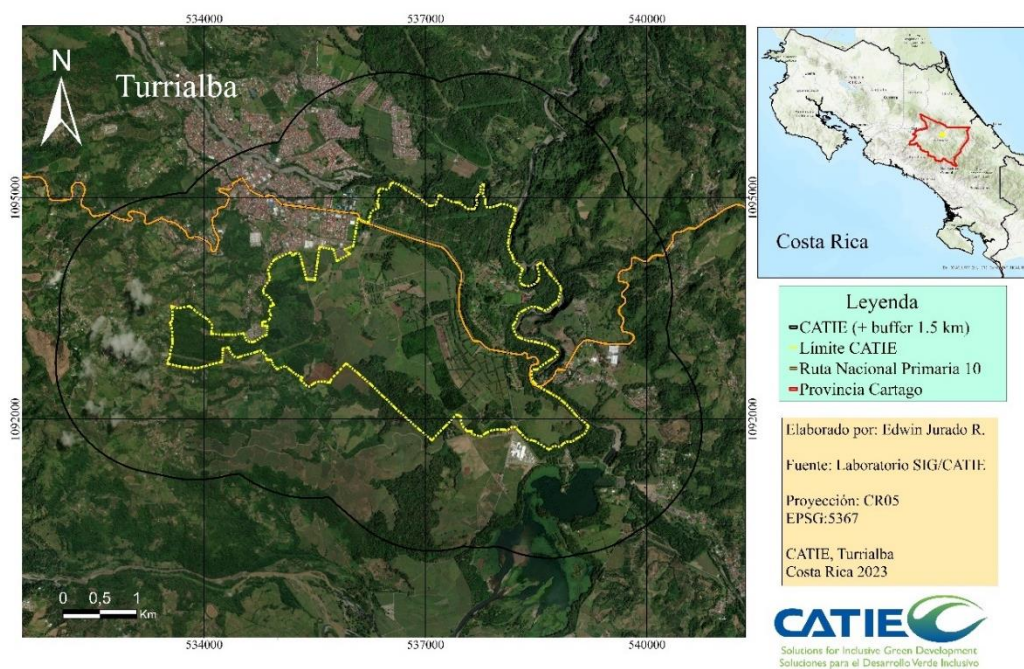 534000
537000
540000
N
Turrialba
1095000
1095000
1092000
1092000
0 0,5 1
Km
534000
537000
540000
Costa Rica
Leyenda
CATIE (+ buffer 1.5 km)
Límite CATIE
Ruta Nacional Primaria 10
Provincia Cartago
Elaborado por: Edwin Jurado R.
Fuente: Laboratorio SIG/CATIE
Proyección: CR05
EPSG:5367
CATIE, Turrialba
Costa Rica 2023
CATIE
Solutions for Inclusive Green Development
Soluciones para el Desarrollo Verde Inclusivo